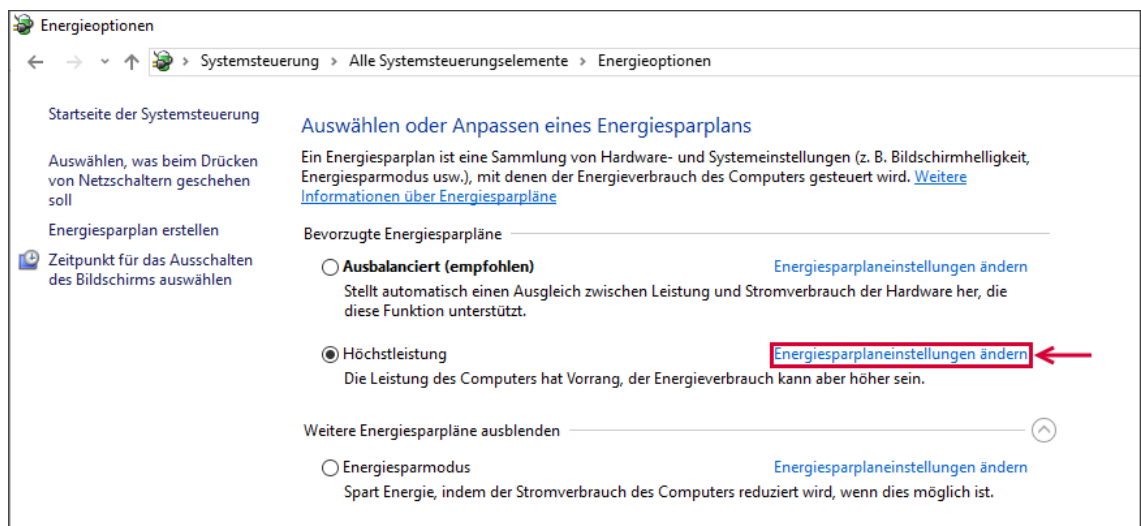 Energieoptionen
Systemsteuerung > Alle Systemsteuerungselemente > Energieoptionen
Startseite der Systemsteuerung
Auswählen, was beim Drücken
von Netzschaltern geschehen
soll
Energiesparplan erstellen
Zeitpunkt für das Ausschalten
des Bildschirms auswählen
Auswählen oder Anpassen eines Energiesparplans
Ein Energiesparplan ist eine Sammlung von Hardware- und Systemeinstellungen (z. B. Bildschirmhelligkeit,
Energiesparmodus usw.), mit denen der Energieverbrauch des Computers gesteuert wird. Weitere
Informationen über Energiesparpläne
Bevorzugte Energiesparpläne
Ausbalanciert (empfohlen) Energiesparplaneinstellungen ändern
Stellt automatisch einen Ausgleich zwischen Leistung und Stromverbrauch der Hardware her, die
diese Funktion unterstützt.
Höchstleistung Energiesparplaneinstellungen ändern
Die Leistung des Computers hat Vorrang, der Energieverbrauch kann aber höher sein.
Weitere Energiesparpläne ausblenden
Energiesparmodus Energiesparplaneinstellungen ändern
Spart Energie, indem der Stromverbrauch des Computers reduziert wird, wenn dies möglich ist.